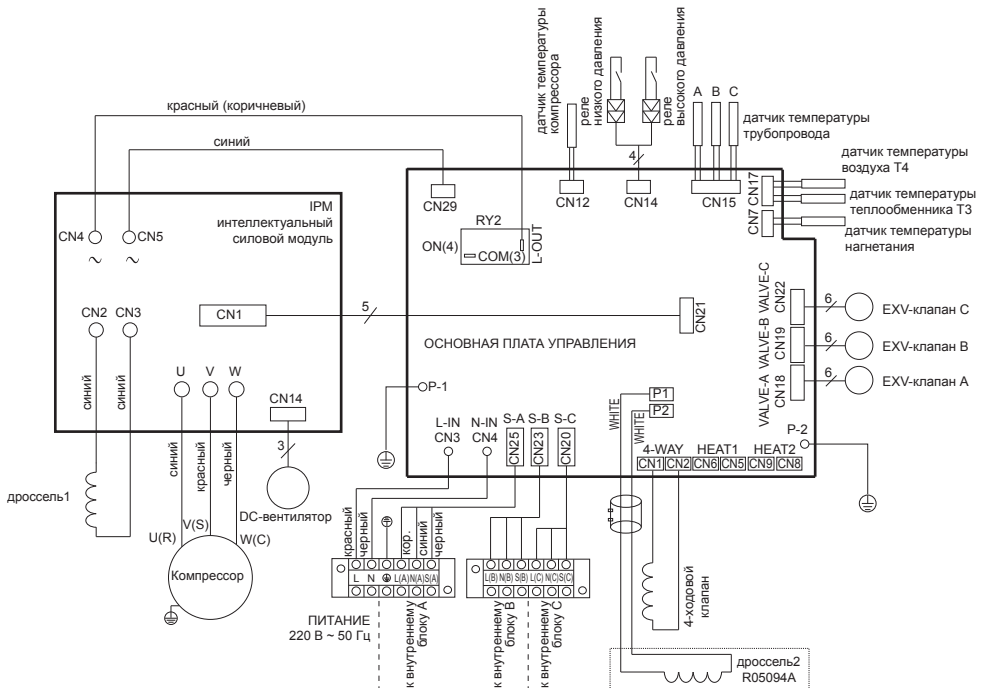 датчик температуры
компрессора
реле
низкого давления
реле
высокого давления
A B C
датчик температуры
трубопровода
датчик температуры
воздуха T4
датчик температуры
теплообменника T3
датчик температуры
нагнетания
красный (коричневый)
синий
4
CN29
CN12
CN14
CN15
CN17
CN7
IPM
интеллектуальный
силовой модуль
CN4
CN5
~
~
RY2
ON(4)
COM(3)
L-OUT
CN2 CN3
CN1
5
CN21
ОСНОВНАЯ ПЛАТА УПРАВЛЕНИЯ
VALVE-C
CN22
6
EXV-клапан C
VALVE-B
CN19
6
EXV-клапан B
VALVE-A
CN18
6
EXV-клапан A
U V W
CN14
3
P-1
P1
P2
WHITE
WHITE
P-2
L-IN
CN3
N-IN
CN4
S-A
CN25
S-B
CN23
S-C
CN20
4-WAY HEAT1 HEAT2
CN1 CN2 CN6 CN5 CN9 CN8
синий
синий
синий
красный
черный
дроссель1
DC-вентилятор
U(R)
V(S)
W(C)
Компрессор
красный
черный
кор.
синий
черный
L N L(A) N(A) S(A)
L(B) N(B) S(B) L(C) N(C) S(C)
ПИТАНИЕ
220 В ~ 50 Гц
к внутреннему
блоку A
к внутреннему
блоку B
к внутреннему
блоку C
4-ходовой
клапан
дроссель2
R05094A